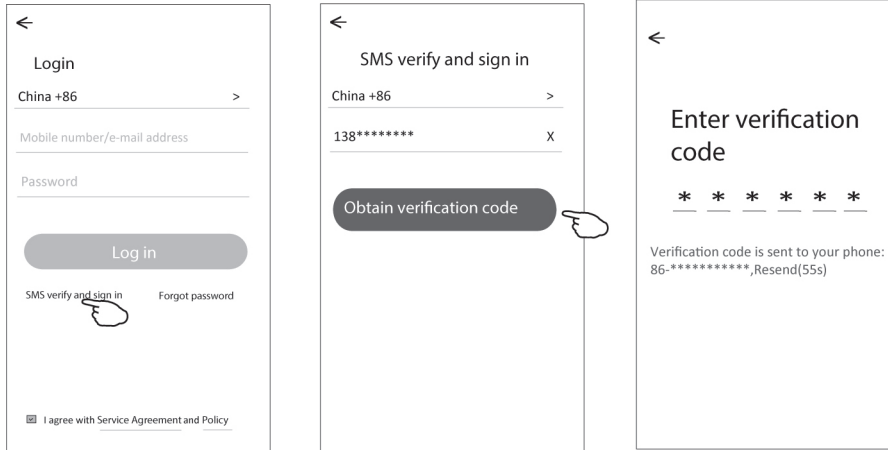 Login
China +86 >
Mobile number/e-mail address
Password
Log in
SMS verify and sign in Forgot password
I agree with Service Agreement and Policy
SMS verify and sign in
China +86 >
138******** X
Obtain verification code
Enter verification
code
* * * * * *
Verification code is sent to your phone:
86-***********,Resend(55s)